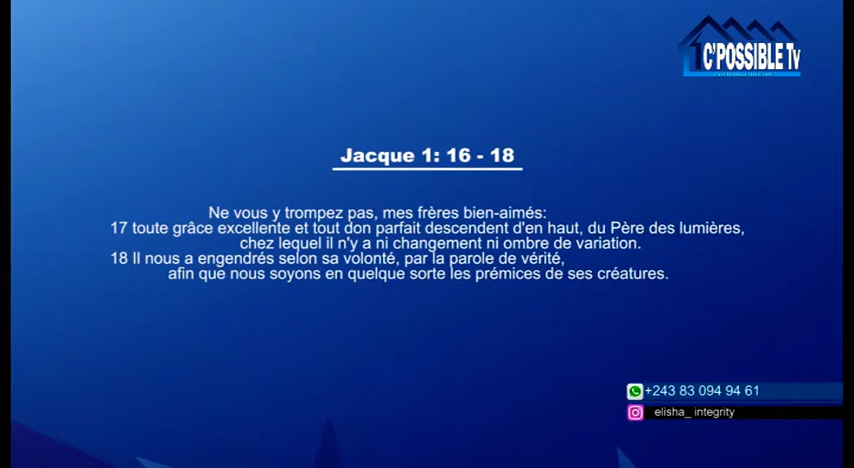 C'POSSIBLE Tv
Jacque 1: 16 - 18
Ne vous y trompez pas, mes frères bien-aimés:
17 toute grâce excellente et tout don parfait descendent d'en haut, du Père des lumières,
chez lequel il n'y a ni changement ni ombre de variation.
18 Il nous a engendrés selon sa volonté, par la parole de vérité,
afin que nous soyons en quelque sorte les prémices de ses créatures.
+243 83 094 94 61
elisha_ integrity